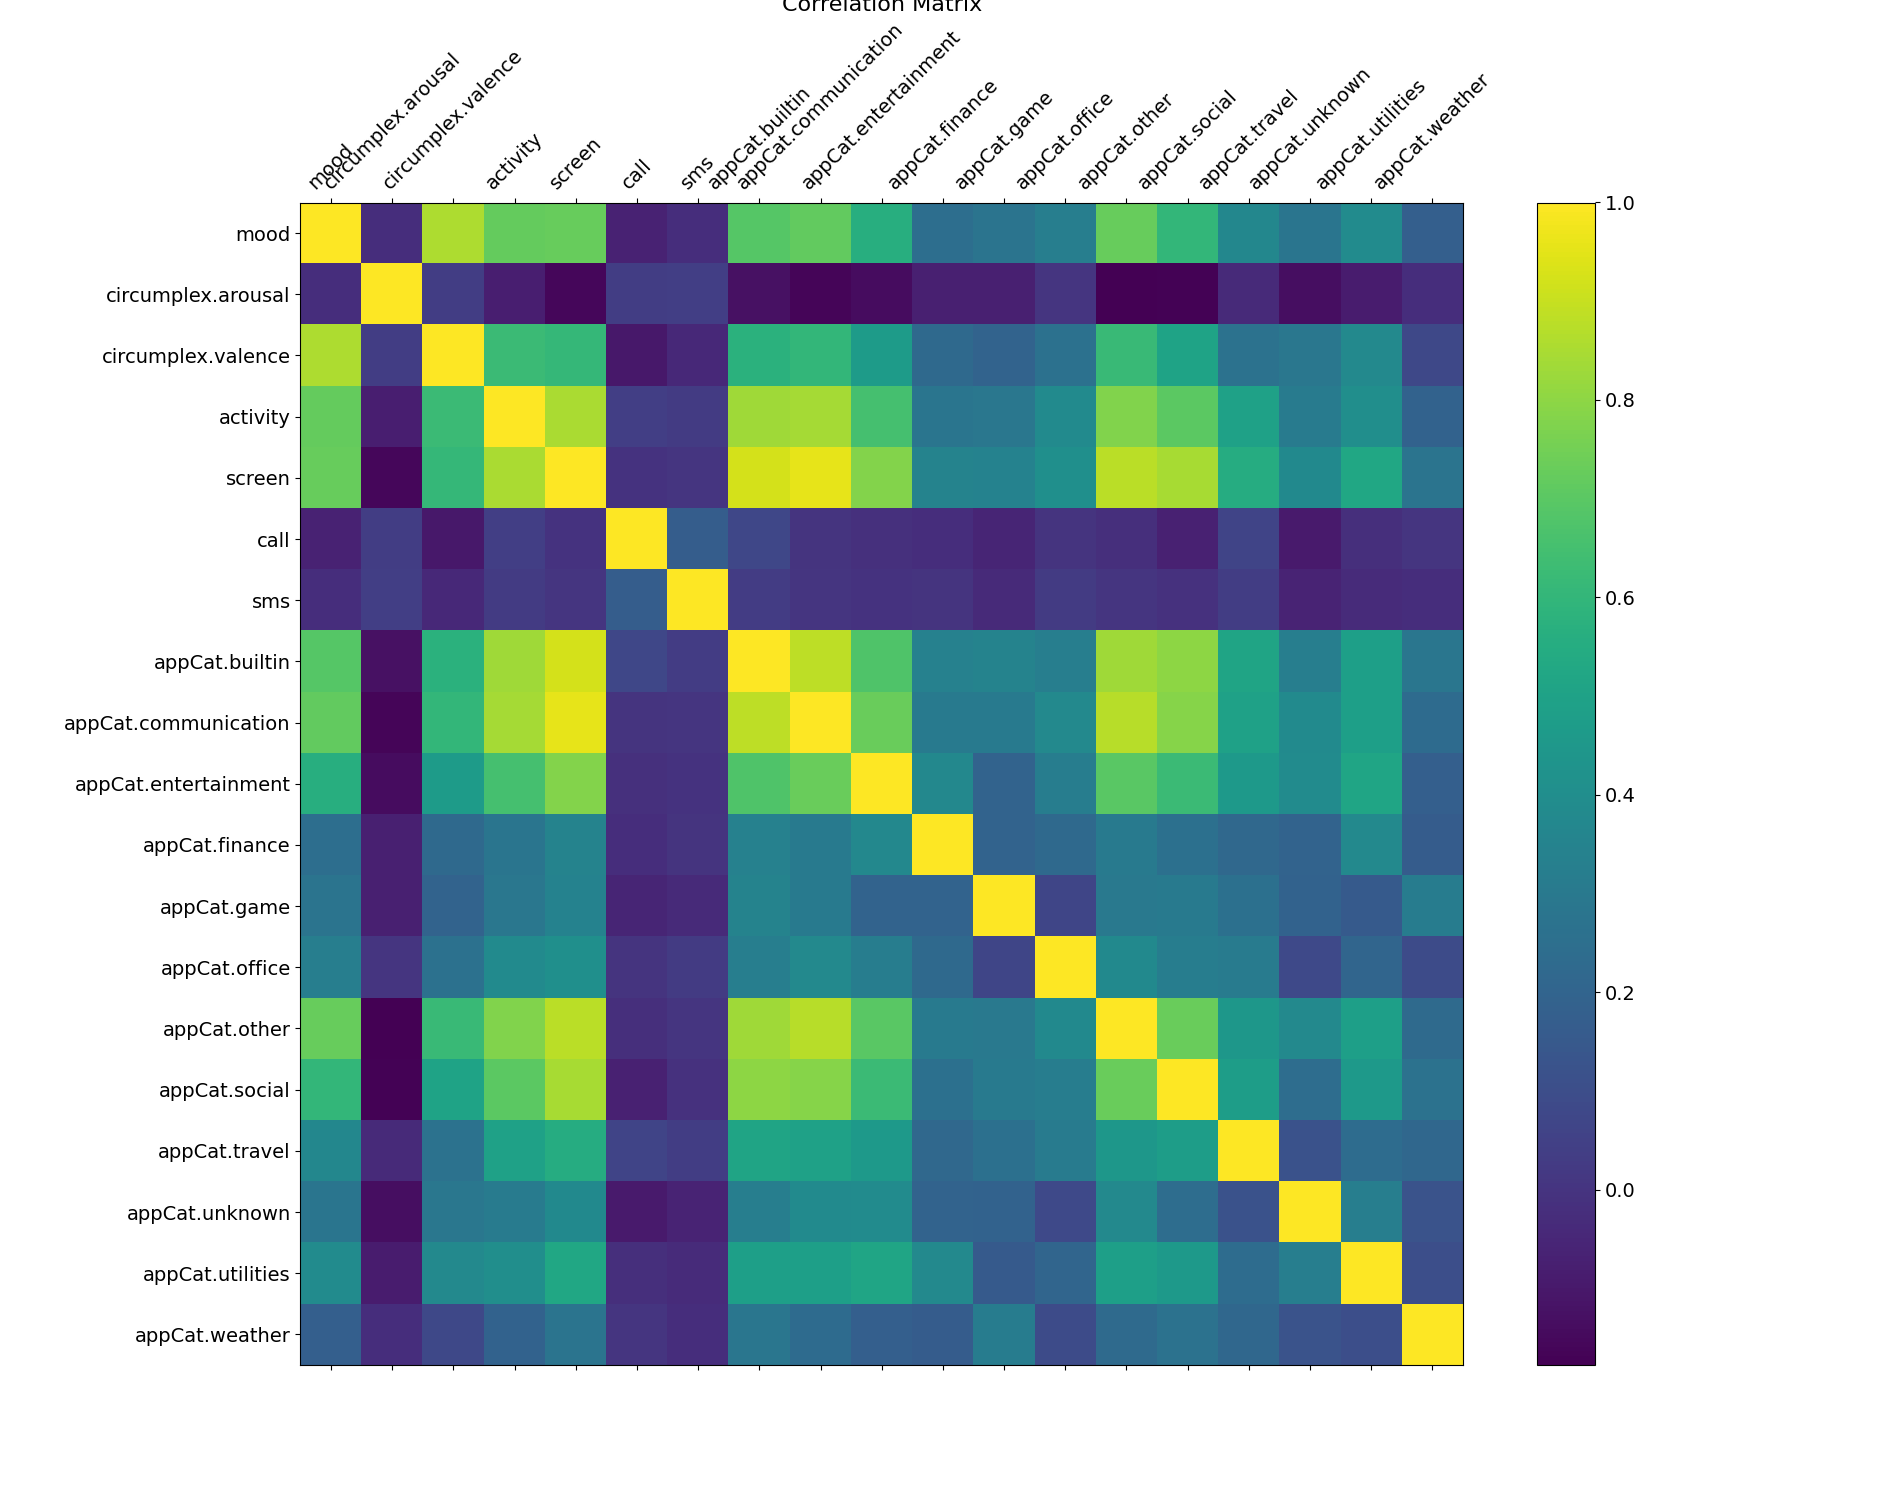 Correlation Matrix
mood
circumplex.arousal
circumplex.valence
activity
screen
call
sms
appCat.builtin
appCat.communication
appCat.entertainment
appCat.finance
appCat.game
appCat.office
appCat.other
appCat.social
appCat.travel
appCat.unknown
appCat.utilities
appCat.weather
mood
circumplex.arousal
circumplex.valence
activity
screen
call
sms
appCat.builtin
appCat.communication
appCat.entertainment
appCat.finance
appCat.game
appCat.office
appCat.other
appCat.social
appCat.travel
appCat.unknown
appCat.utilities
appCat.weather
1.0
0.8
0.6
0.4
0.2
0.0